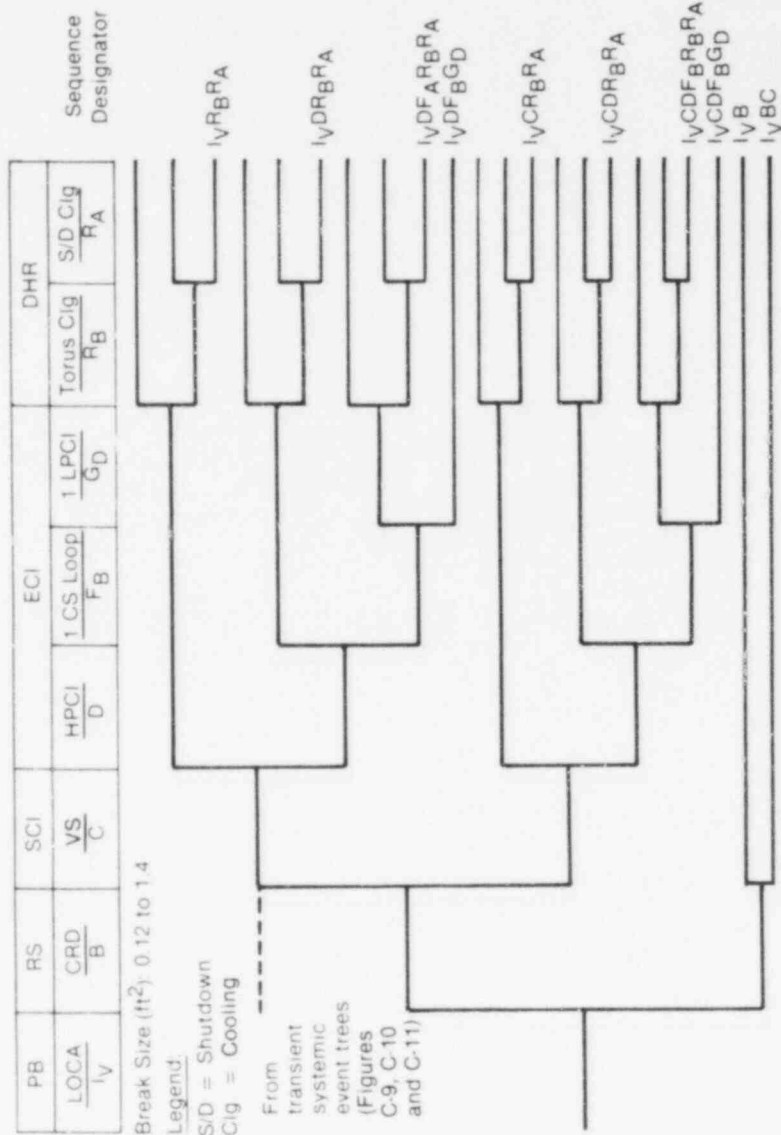 PB
RS
SCI
ECI
DHR
Sequence
Designator
LOCA
IV
CRD
B
VS
C
HPCI
D
1 CS Loop
FB
1 LPCI
GD
Torus Clg
RB
S/D Clg
RA
Break Size (ft²): 0.12 to 1.4
Legend:
S/D = Shutdown
Clg = Cooling
From
transient
systemic
event trees
(Figures
C-9, C-10
and C-11)
IVRBRA
IVDRBRA
IVDFARBRA
IVDFBGD
IVCRBRA
IVCDRBRA
IVCDFBRBRA
IVCDFBGD
IVB
IVBC